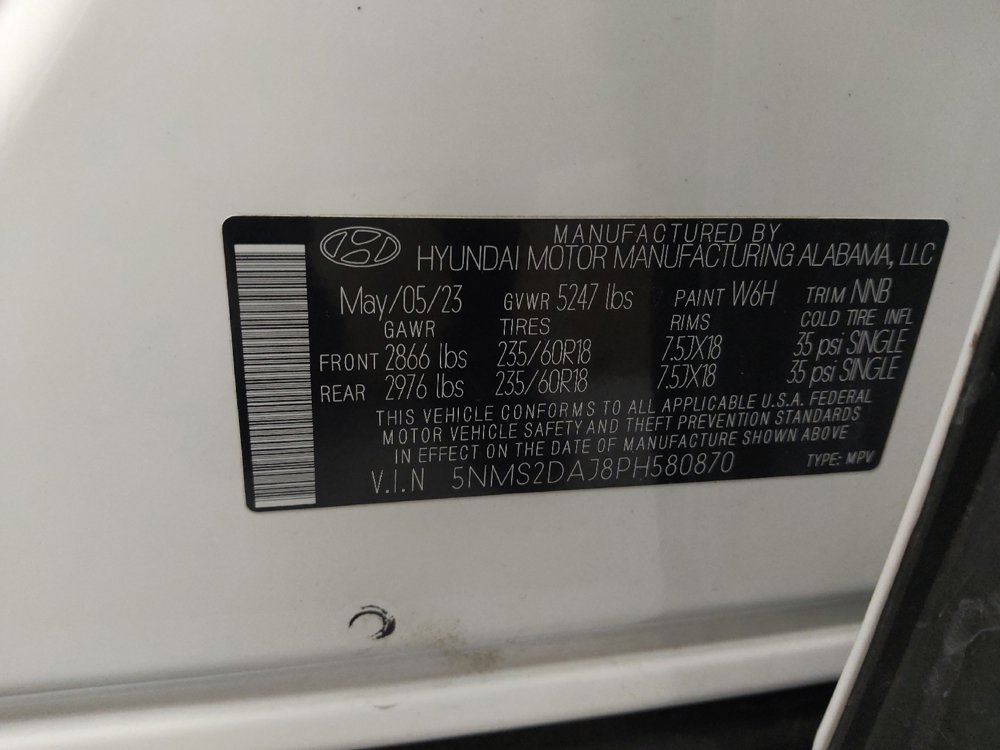 MANUFACTURED BY
HYUNDAI MOTOR MANUFACTURING ALABAMA, LLC
May/05/23 GVWR 5247 lbs PAINT W6H TRIM NNB
GAWR TIRES RIMS COLD TIRE INFL
FRONT 2866 lbs 235/60R18 7.5JX18 35 psi SINGLE
REAR 2976 lbs 235/60R18 7.5JX18 35 psi SINGLE
THIS VEHICLE CONFORMS TO ALL APPLICABLE U.S.A. FEDERAL
MOTOR VEHICLE SAFETY AND THEFT PREVENTION STANDARDS
IN EFFECT ON THE DATE OF MANUFACTURE SHOWN ABOVE
V.I.N 5NMS2DAJ8PH580870 TYPE: MPV